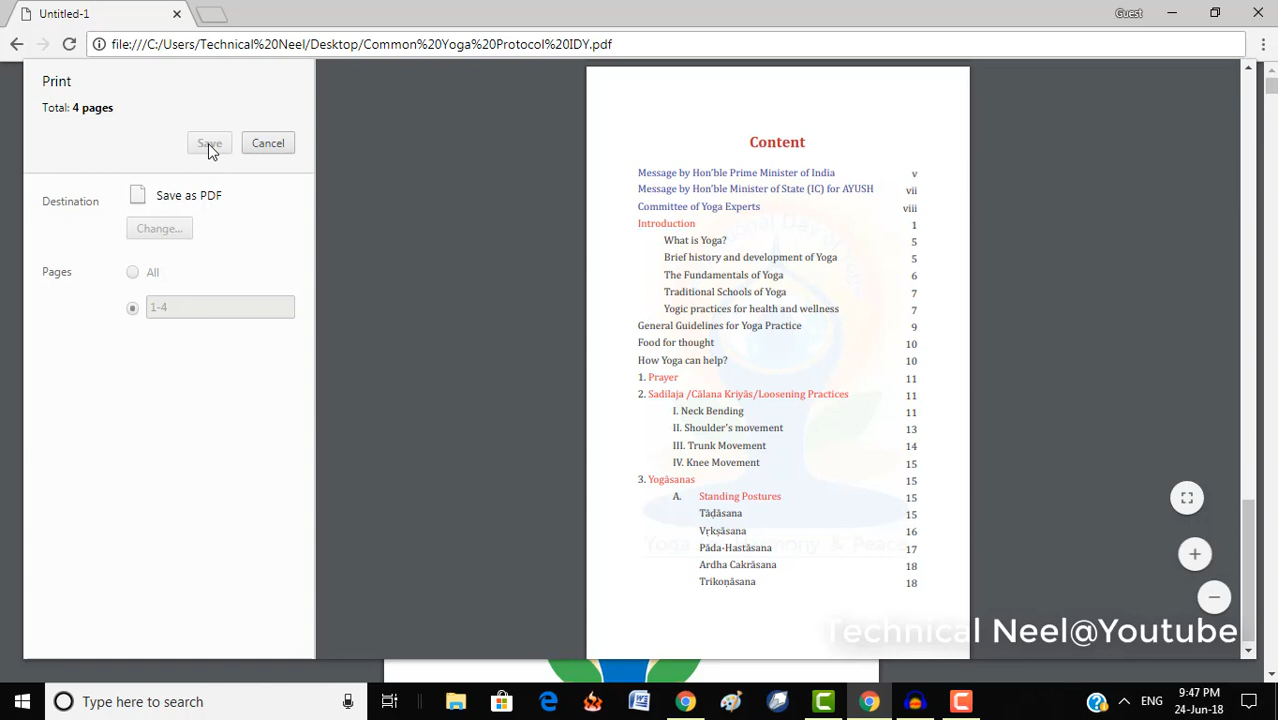 Untitled-1
Guest
file:///C:/Users/Technical%20Neel/Desktop/Common%20Yoga%20Protocol%20IDY.pdf
Print
Total: 4 pages
Save
Cancel
Destination
Save as PDF
Change...
Pages
All
1-4
Content
Message by Hon'ble Prime Minister of India v
Message by Hon'ble Minister of State (IC) for AYUSH vii
Committee of Yoga Experts viii
Introduction 1
What is Yoga? 5
Brief history and development of Yoga 5
The Fundamentals of Yoga 6
Traditional Schools of Yoga 7
Yogic practices for health and wellness 7
General Guidelines for Yoga Practice 9
Food for thought 10
How Yoga can help? 10
1. Prayer 11
2. Sadilaja /Cālana Kriyās/Loosening Practices 11
I. Neck Bending 11
II. Shoulder's movement 13
III. Trunk Movement 14
IV. Knee Movement 15
3. Yogāsanas 15
A. Standing Postures 15
Tāḍāsana 15
Vṛkṣāsana 16
Pāda-Hastāsana 17
Ardha Cakrāsana 18
Trikoṇāsana 18
Technical Neel@Youtube
Type here to search
ENG
9:47 PM
24-Jun-18